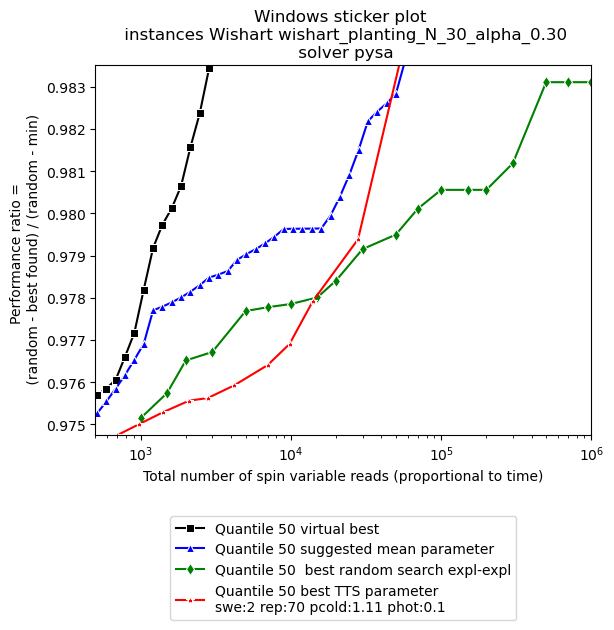 Windows sticker plot
instances Wishart wishart_planting_N_30_alpha_0.30
solver pysa
Performance ratio =
(random - best found) / (random - min)
0.983
0.982
0.981
0.980
0.979
0.978
0.977
0.976
0.975
10³ 10⁴ 10⁵ 10⁶
Total number of spin variable reads (proportional to time)
Quantile 50 virtual best
Quantile 50 suggested mean parameter
Quantile 50  best random search expl-expl
Quantile 50 best TTS parameter
swe:2 rep:70 pcold:1.11 phot:0.1